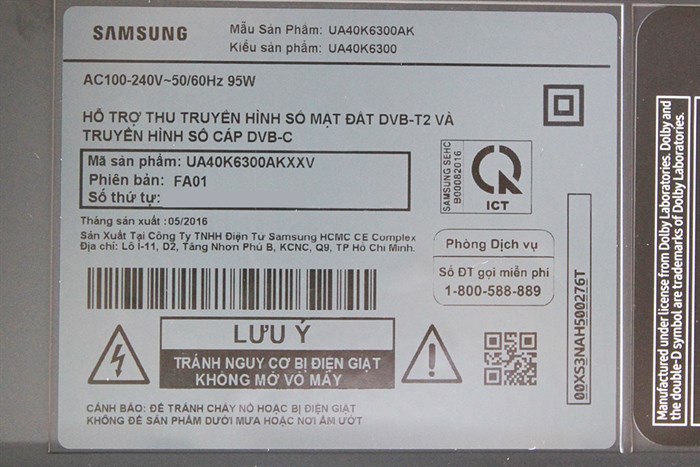 SAMSUNG
Mẫu Sản Phẩm: UA40K6300AK
Kiểu sản phẩm: UA40K6300
AC100-240V~50/60Hz 95W
HỖ TRỢ THU TRUYỀN HÌNH SỐ MẶT ĐẤT DVB-T2 VÀ
TRUYỀN HÌNH SỐ CÁP DVB-C
Mã sản phẩm: UA40K6300AKXXV
Phiên bản: FA01
Số thứ tự:
SAMSUNG SEHC
B00082016
ICT
Tháng sản xuất :05/2016
Sản Xuất Tại Công Ty TNHH Điện Tử Samsung HCMC CE Complex
Địa chỉ: Lô I-11, D2, Tăng Nhơn Phú B, KCNC, Q9, TP Hồ Chí Minh.
Phòng Dịch vụ
Số ĐT gọi miễn phí
1-800-588-889
00XS3NAH500276T
LƯU Ý
TRÁNH NGUY CƠ BỊ ĐIỆN GIẬT
KHÔNG MỞ VỎ MÁY
CẢNH BÁO: ĐỂ TRÁNH CHÁY NỔ HOẶC BỊ ĐIỆN GIẬT
KHÔNG ĐỂ SẢN PHẨM DƯỚI MƯA HOẶC NƠI ẨM ƯỚT
Manufactured under license from Dolby Laboratories. Dolby and
the double-D symbol are trademarks of Dolby Laboratories.